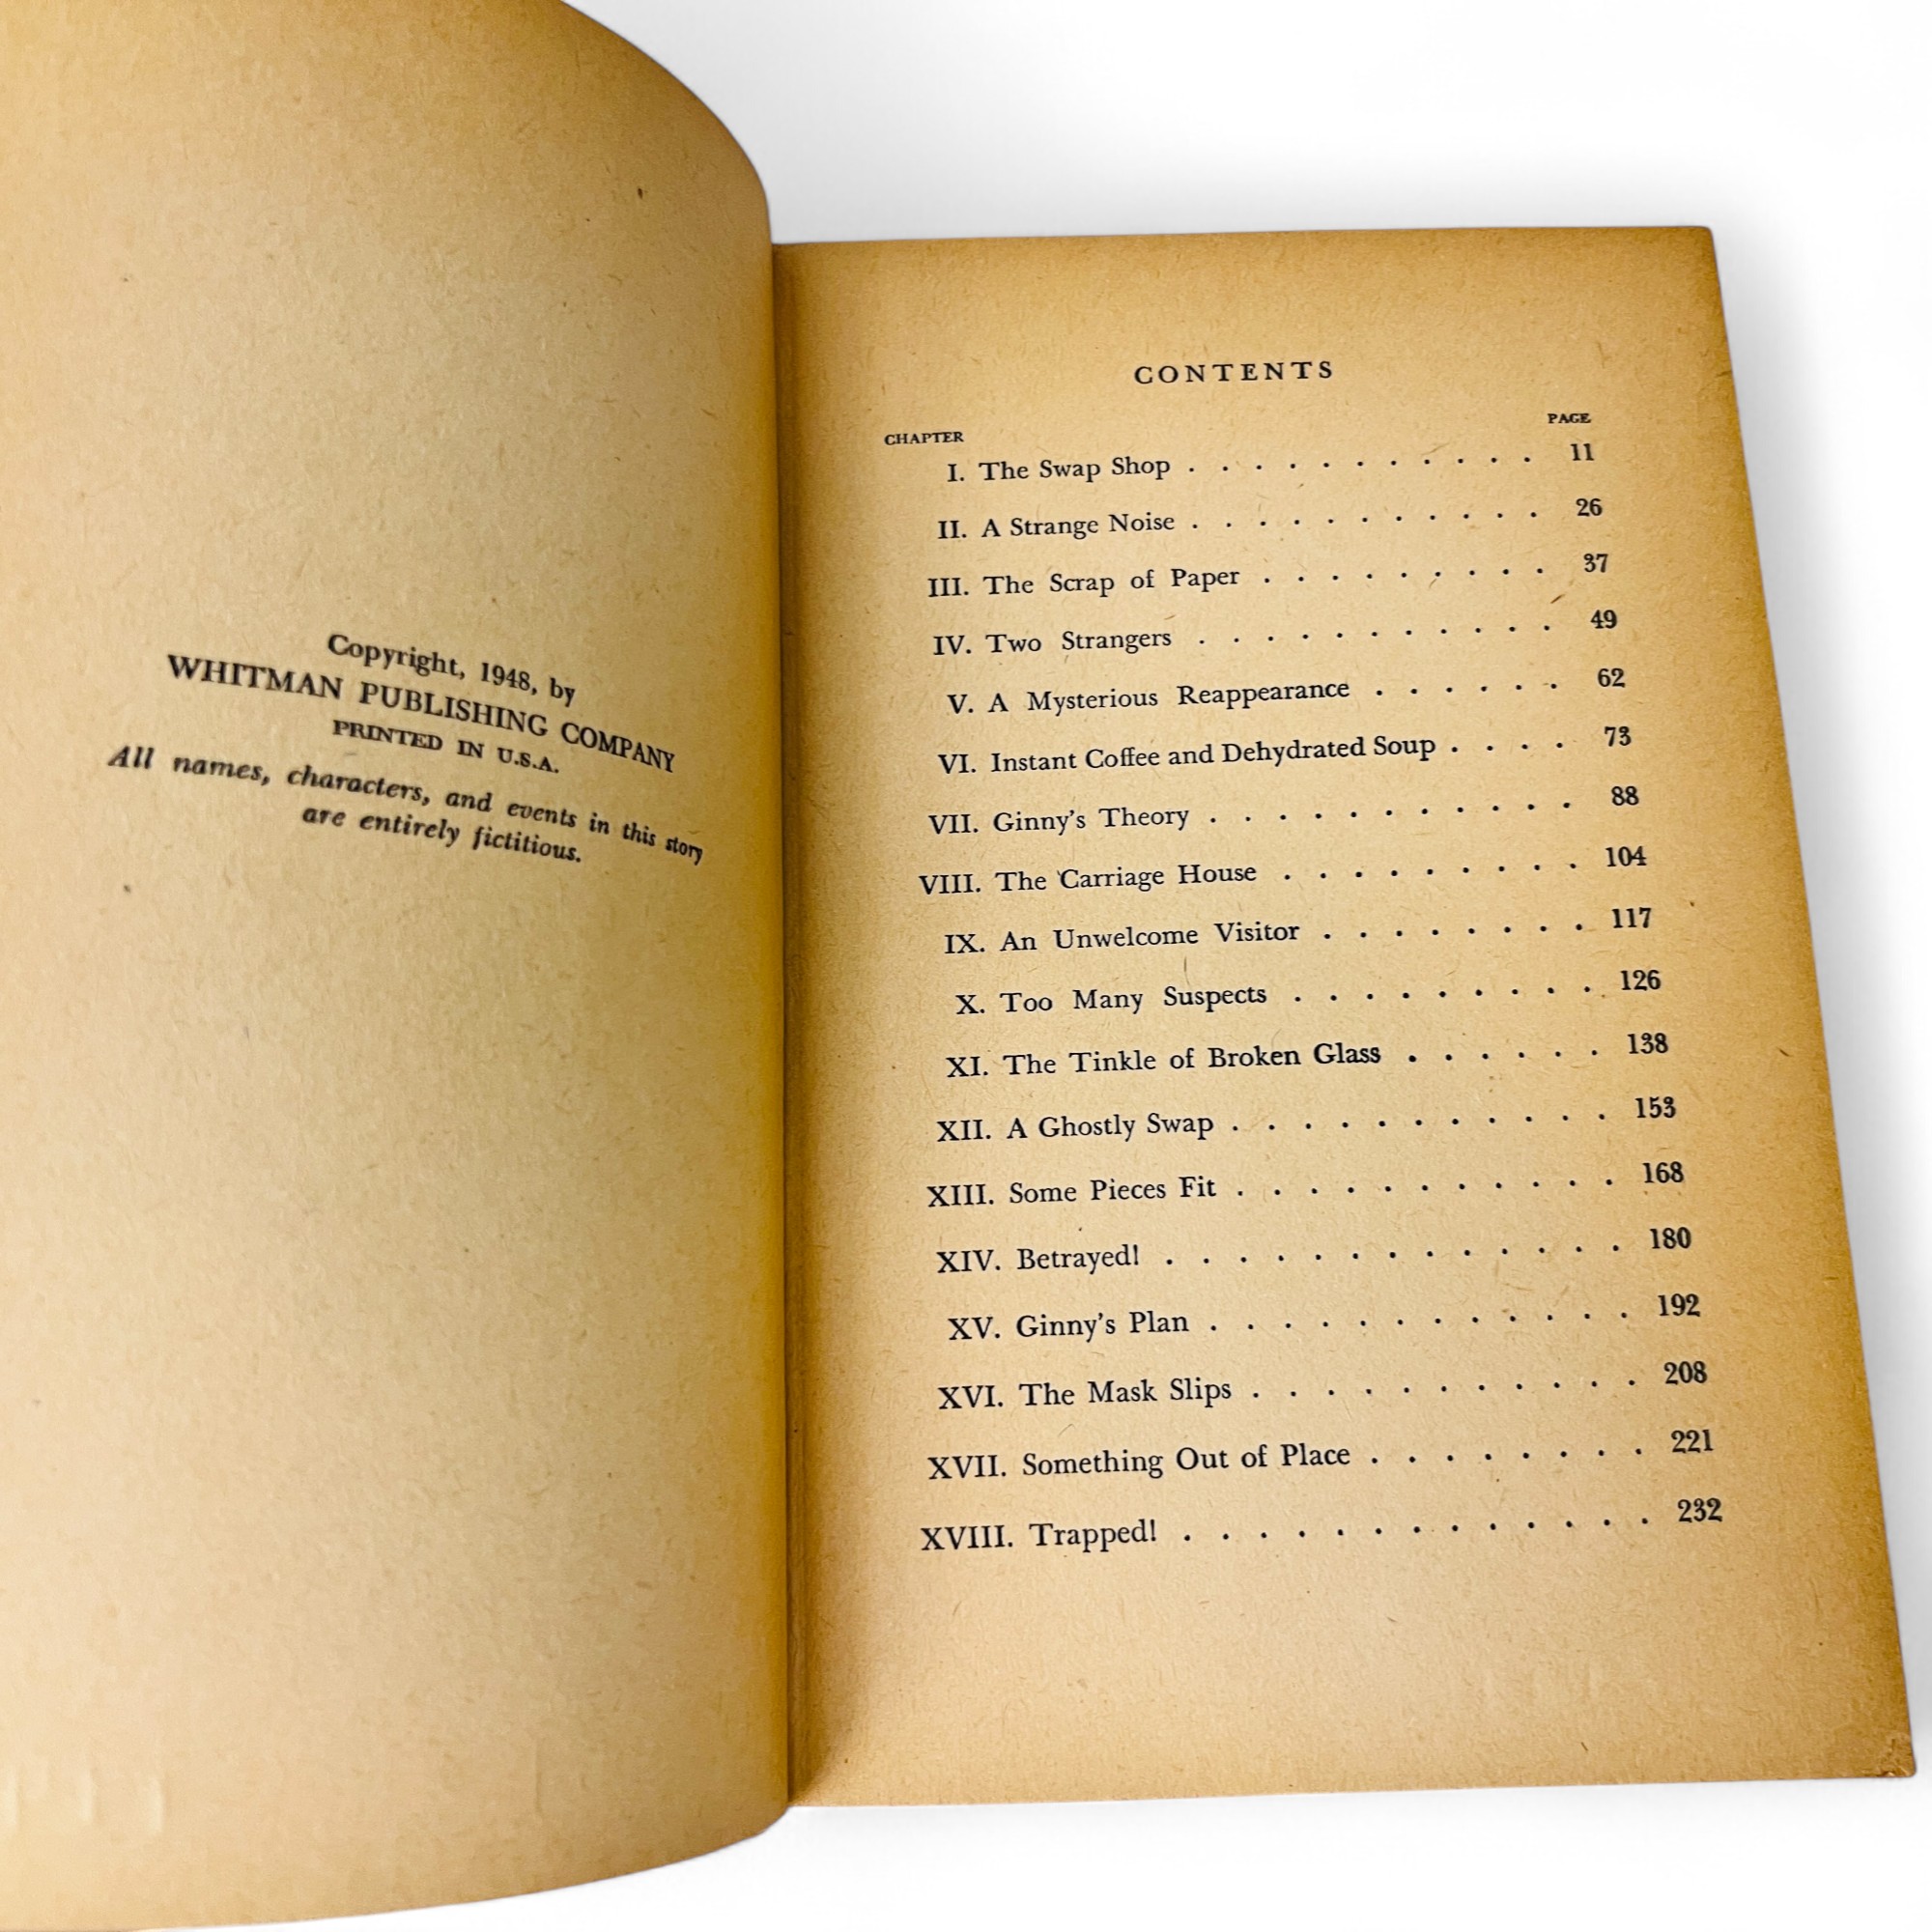 Copyright, 1948, by
WHITMAN PUBLISHING COMPANY
PRINTED IN U.S.A.
All names, characters, and events in this story
are entirely fictitious.
CONTENTS
CHAPTER PAGE
I. The Swap Shop . . . . . . . . . . . 11
II. A Strange Noise . . . . . . . . . . . 26
III. The Scrap of Paper . . . . . . . . . 37
IV. Two Strangers . . . . . . . . . . . 49
V. A Mysterious Reappearance . . . . . . 62
VI. Instant Coffee and Dehydrated Soup . . . . 73
VII. Ginny's Theory . . . . . . . . . . . 88
VIII. The Carriage House . . . . . . . . . 104
IX. An Unwelcome Visitor . . . . . . . . 117
X. Too Many Suspects . . . . . . . . . 126
XI. The Tinkle of Broken Glass . . . . . . 138
XII. A Ghostly Swap . . . . . . . . . . . 153
XIII. Some Pieces Fit . . . . . . . . . . . 168
XIV. Betrayed! . . . . . . . . . . . . . 180
XV. Ginny's Plan . . . . . . . . . . . . 192
XVI. The Mask Slips . . . . . . . . . . . 208
XVII. Something Out of Place . . . . . . . . 221
XVIII. Trapped! . . . . . . . . . . . . . 232